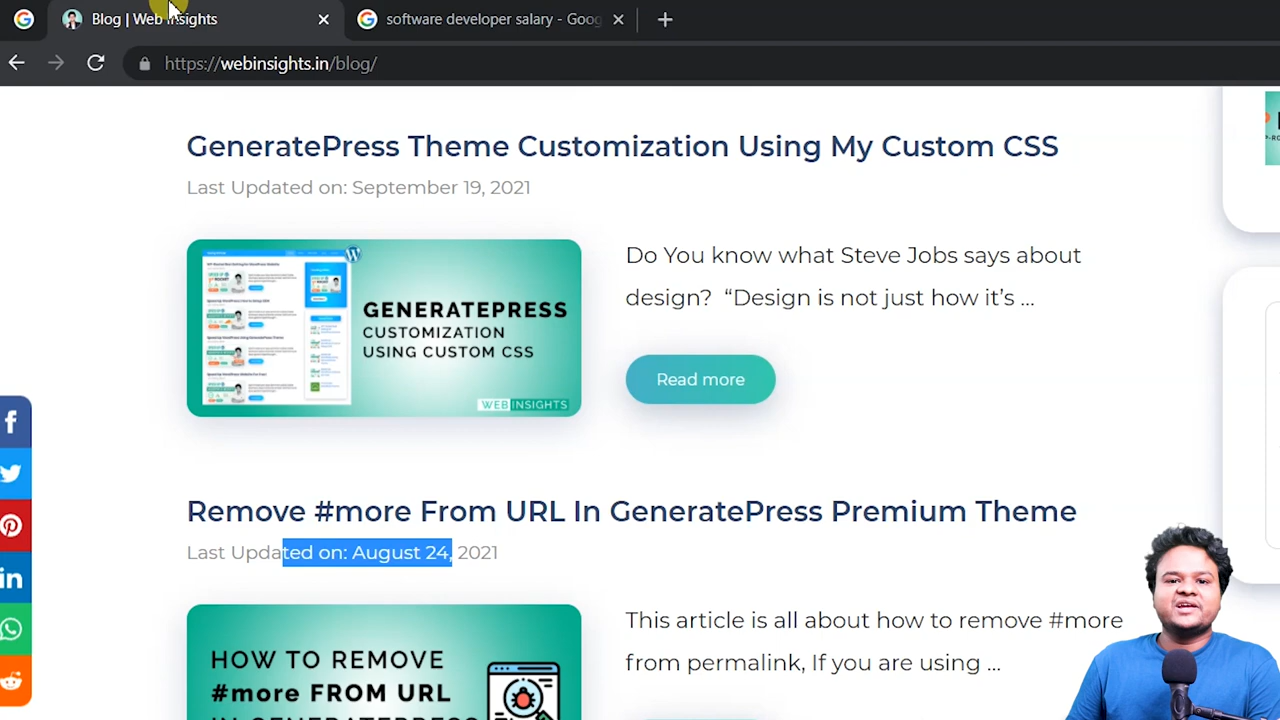 Blog | Web Insights
software developer salary - Goog
https://webinsights.in/blog/
GeneratePress Theme Customization Using My Custom CSS
Last Updated on: September 19, 2021
GENERATEPRESS
CUSTOMIZATION
USING CUSTOM CSS
WEB INSIGHTS
Do You know what Steve Jobs says about
design? “Design is not just how it’s ...
Read more
Remove #more From URL In GeneratePress Premium Theme
Last Updated on: August 24, 2021
HOW TO REMOVE
#more FROM URL
IN GENERATEPRESS
This article is all about how to remove #more
from permalink, If you are using ...